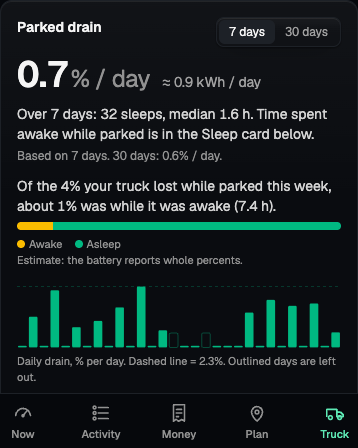 Parked drain
7 days
30 days
0.7% / day ≈ 0.9 kWh / day
Over 7 days: 32 sleeps, median 1.6 h. Time spent
awake while parked is in the Sleep card below.
Based on 7 days. 30 days: 0.6% / day.
Of the 4% your truck lost while parked this week,
about 1% was while it was awake (7.4 h).
Awake
Asleep
Estimate: the battery reports whole percents.
Daily drain, % per day. Dashed line = 2.3%. Outlined days are left
out.
Now
Activity
Money
Plan
Truck